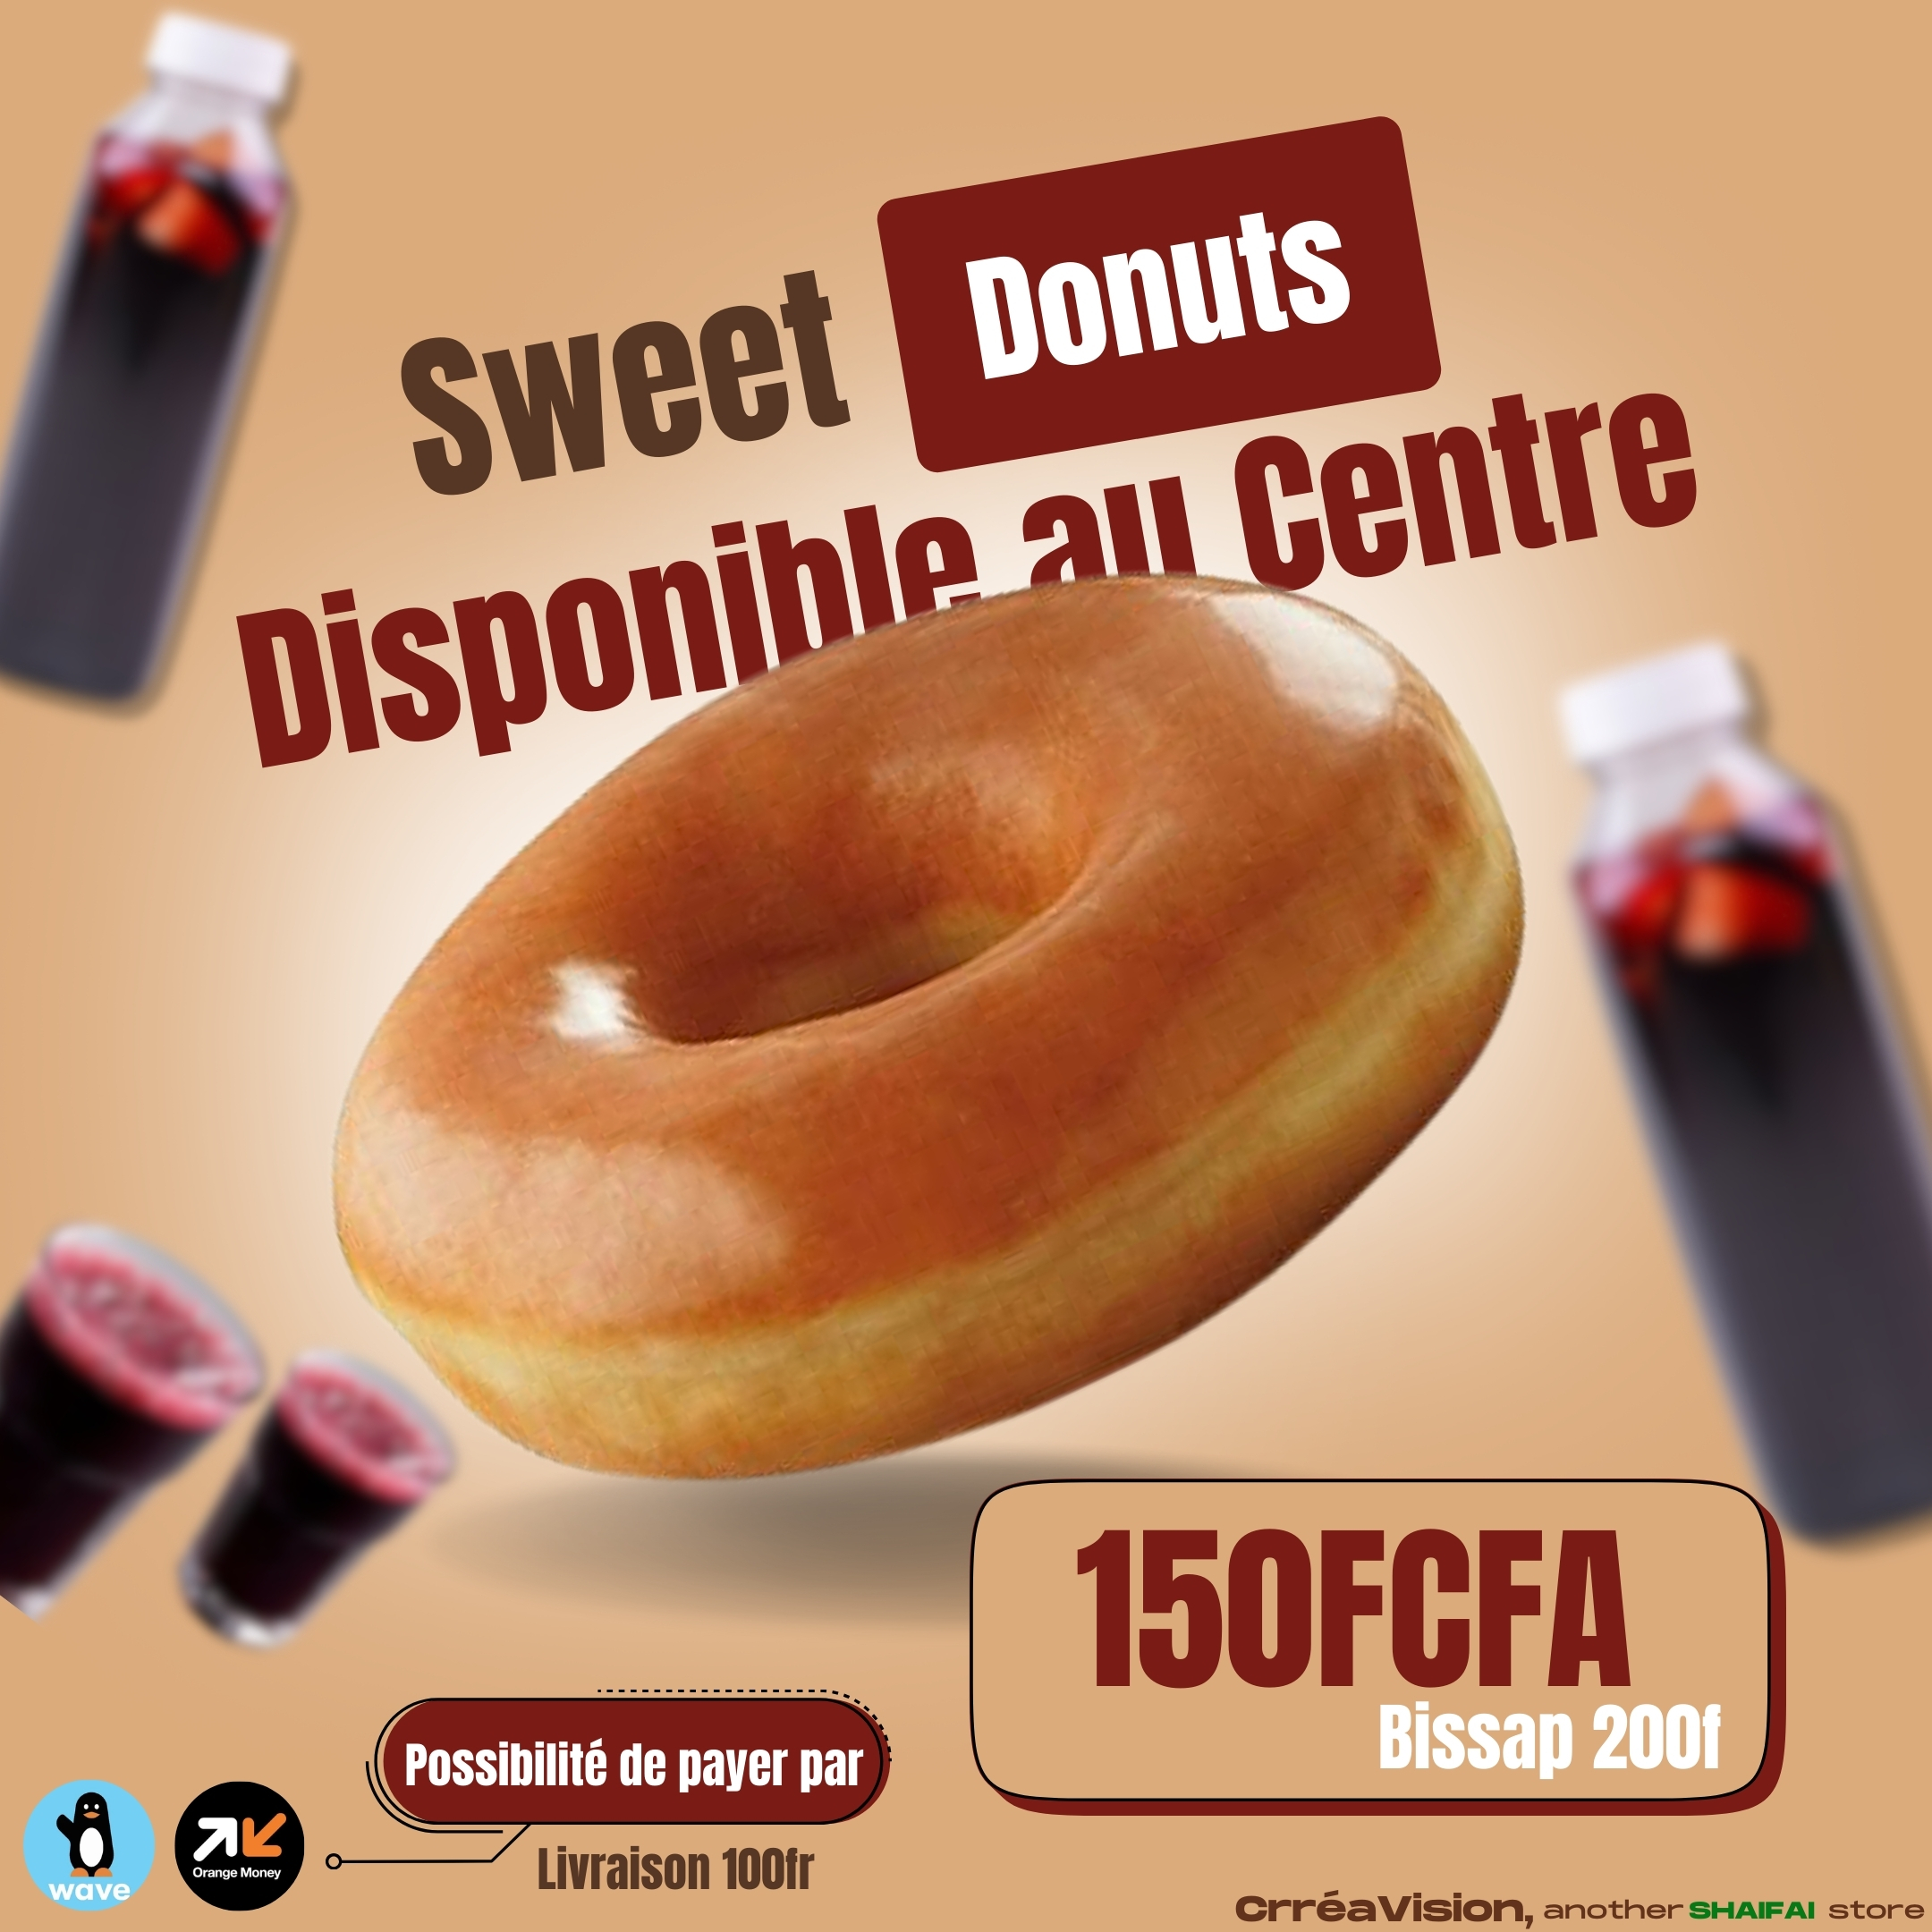 Sweet Donuts
Disponible au Centre
150FCFA
Bissap 200f
Possibilité de payer par
wave
Orange Money
Livraison 100fr
CrréaVision, another SHAIFAI store